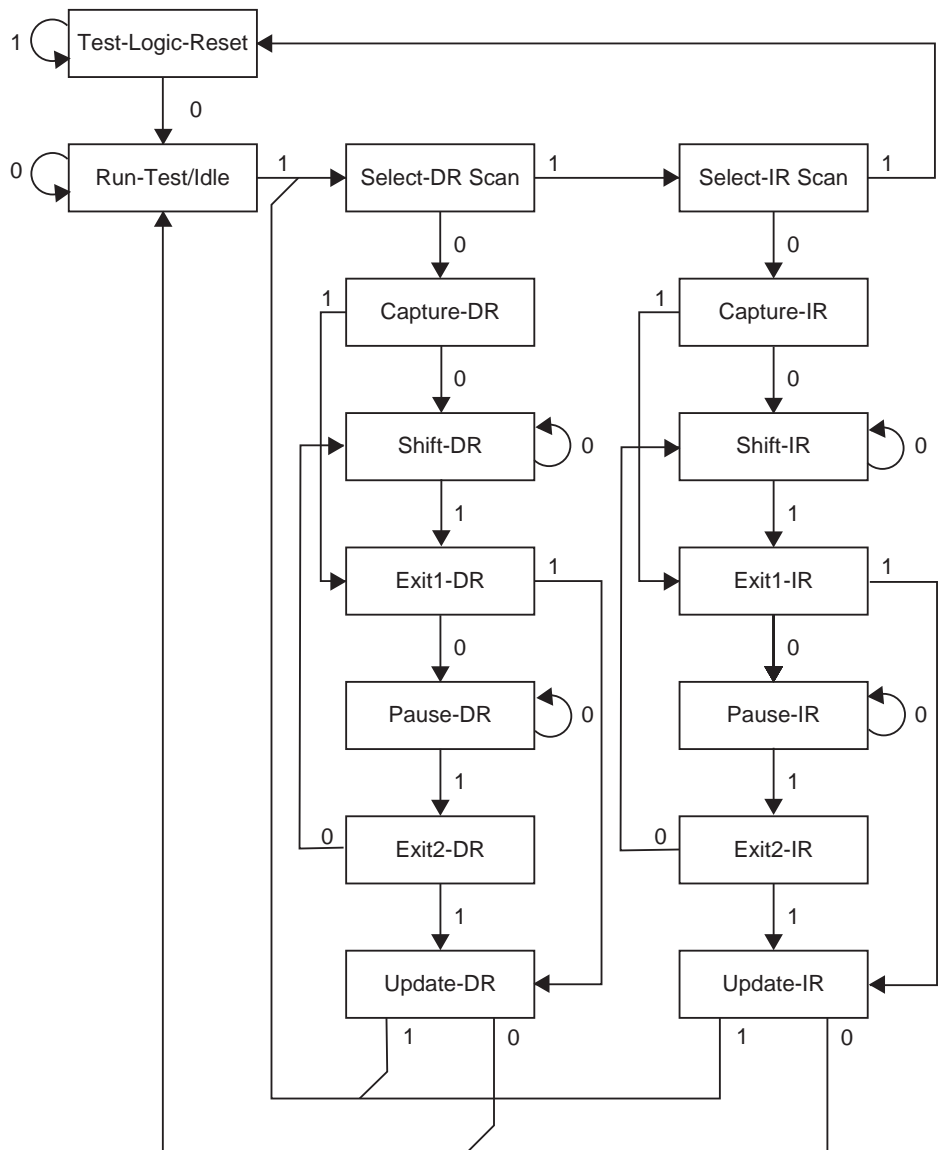 1
Test-Logic-Reset
0
0
Run-Test/Idle
1
Select-DR Scan
1
Select-IR Scan
1
0
0
1
Capture-DR
1
Capture-IR
0
0
Shift-DR
0
Shift-IR
0
1
1
Exit1-DR
1
Exit1-IR
1
0
0
Pause-DR
0
Pause-IR
0
1
1
0
Exit2-DR
0
Exit2-IR
1
1
Update-DR
Update-IR
1
0
1
0